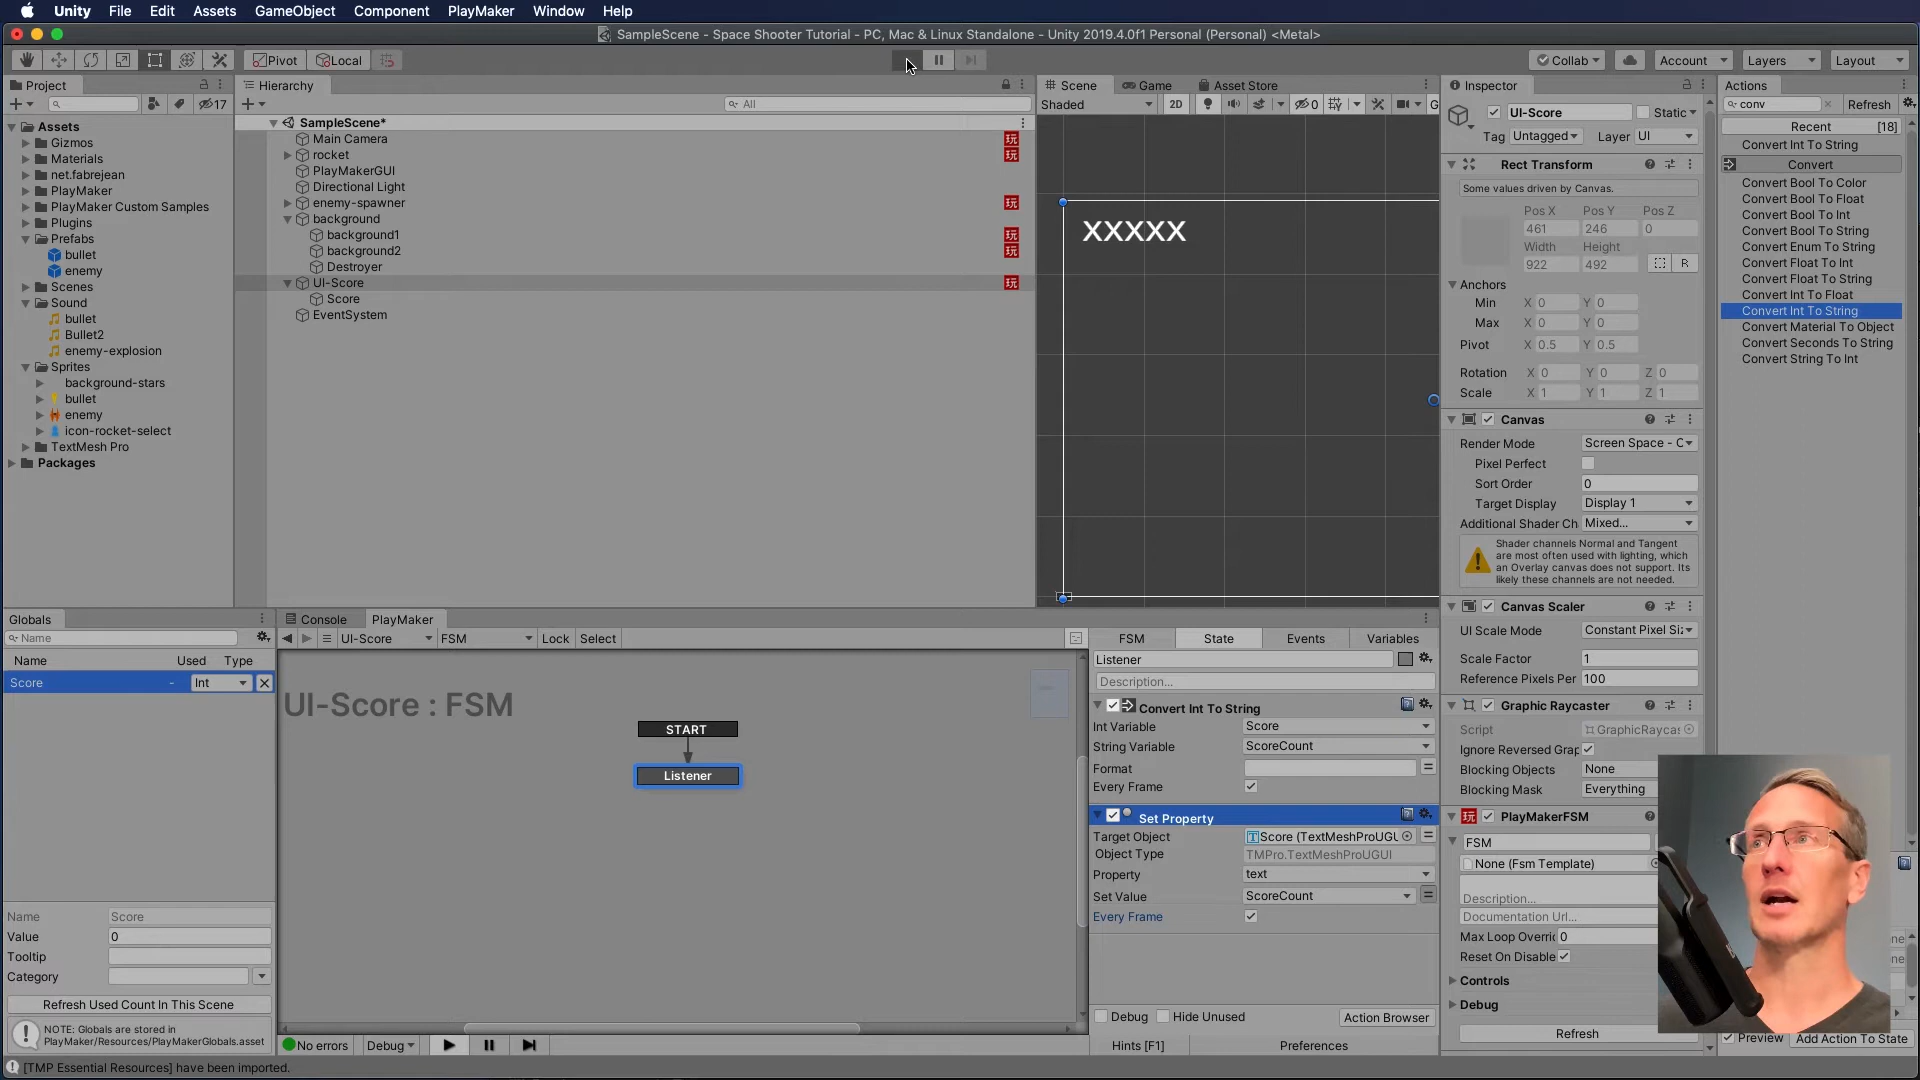 Unity File Edit Assets GameObject Component PlayMaker Window Help
SampleScene - Space Shooter Tutorial - PC, Mac & Linux Standalone - Unity 2019.4.0f1 Personal (Personal) <Metal>
Pivot Local Collab Account Layers Layout
Project
17
Assets
Gizmos
Materials
net.fabrejean
PlayMaker
PlayMaker Custom Samples
Plugins
Prefabs
bullet
enemy
Scenes
Sound
bullet
Bullet2
enemy-explosion
Sprites
background-stars
bullet
enemy
icon-rocket-select
TextMesh Pro
Packages
Hierarchy
All
SampleScene*
Main Camera
rocket
PlayMakerGUI
Directional Light
enemy-spawner
background
background1
background2
Destroyer
UI-Score
Score
EventSystem
Scene Game Asset Store
Shaded 2D 0 G
XXXXX
Inspector
UI-Score Static
Tag Untagged Layer UI
Rect Transform
Some values driven by Canvas.
Pos X Pos Y Pos Z
461 246 0
Width Height
922 492 R
Anchors
Min X 0 Y 0
Max X 0 Y 0
Pivot X 0.5 Y 0.5
Rotation X 0 Y 0 Z 0
Scale X 1 Y 1 Z 1
Canvas
Render Mode Screen Space - C
Pixel Perfect
Sort Order 0
Target Display Display 1
Additional Shader Ch Mixed...
Shader channels Normal and Tangent
are most often used with lighting, which
an Overlay canvas does not support. Its
likely these channels are not needed.
Canvas Scaler
UI Scale Mode Constant Pixel Siz
Scale Factor 1
Reference Pixels Per 100
Graphic Raycaster
Script GraphicRaycas
Ignore Reversed Grap
Blocking Objects None
Blocking Mask Everything
PlayMakerFSM
FSM
None (Fsm Template)
Description...
Documentation Url...
Max Loop Overric 0
Reset On Disable
Controls
Debug
Refresh
Actions
conv Refresh
Recent [18]
Convert Int To String
Convert
Convert Bool To Color
Convert Bool To Float
Convert Bool To Int
Convert Bool To String
Convert Enum To String
Convert Float To Int
Convert Float To String
Convert Int To Float
Convert Int To String
Convert Material To Object
Convert Seconds To String
Convert String To Int
Preview Add Action To State
Globals
Name
Name Used Type
Score - Int
Name Score
Value 0
Tooltip
Category
Refresh Used Count In This Scene
NOTE: Globals are stored in
PlayMaker/Resources/PlayMakerGlobals.asset
Console PlayMaker
UI-Score FSM Lock Select
UI-Score : FSM
START
Listener
No errors Debug
FSM State Events Variables
Listener
Description...
Convert Int To String
Int Variable Score
String Variable ScoreCount
Format
Every Frame
Set Property
Target Object Score (TextMeshProUGU
Object Type TMPro.TextMeshProUGUI
Property text
Set Value ScoreCount
Every Frame
Debug Hide Unused Action Browser
Hints [F1] Preferences
[TMP Essential Resources] have been imported.